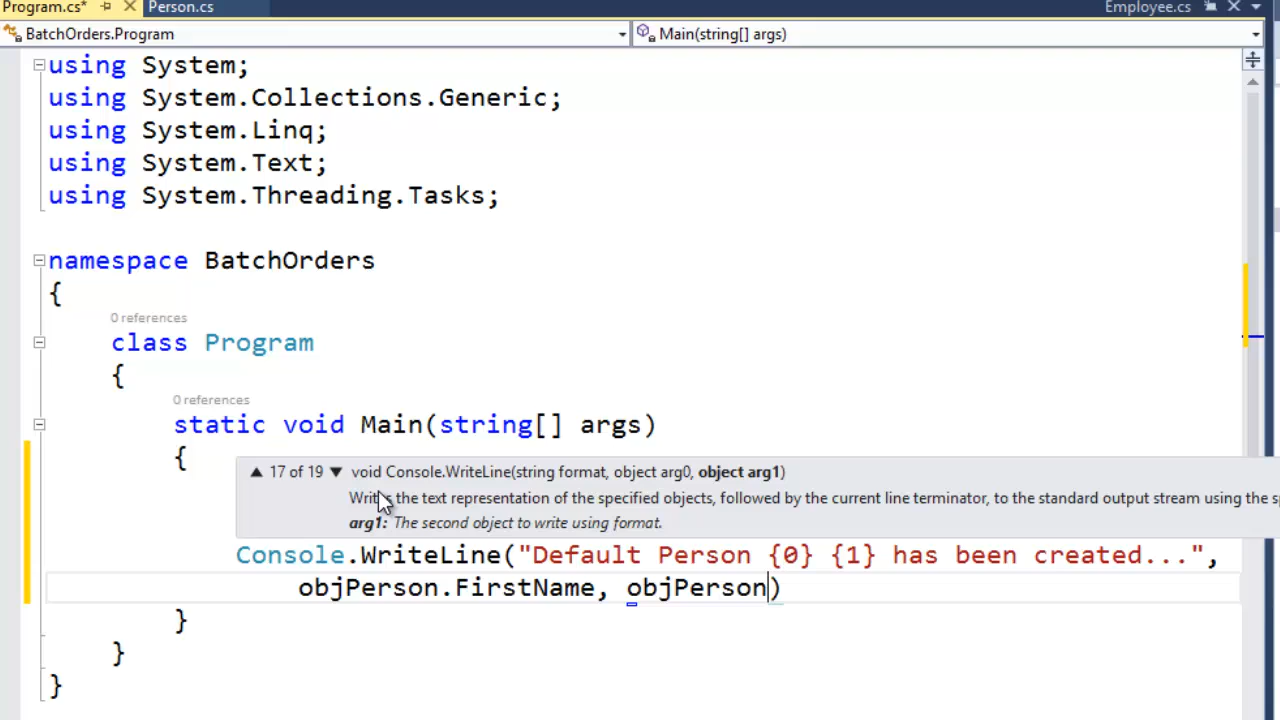 Program.cs* Person.cs Employee.cs
BatchOrders.Program Main(string[] args)
using System;
using System.Collections.Generic;
using System.Linq;
using System.Text;
using System.Threading.Tasks;
namespace BatchOrders
{
0 references
class Program
{
0 references
static void Main(string[] args)
{
▲ 17 of 19 ▼ void Console.WriteLine(string format, object arg0, object arg1)
Writes the text representation of the specified objects, followed by the current line terminator, to the standard output stream using the
arg1: The second object to write using format.
Console.WriteLine("Default Person {0} {1} has been created...",
objPerson.FirstName, objPerson)
}
}
}